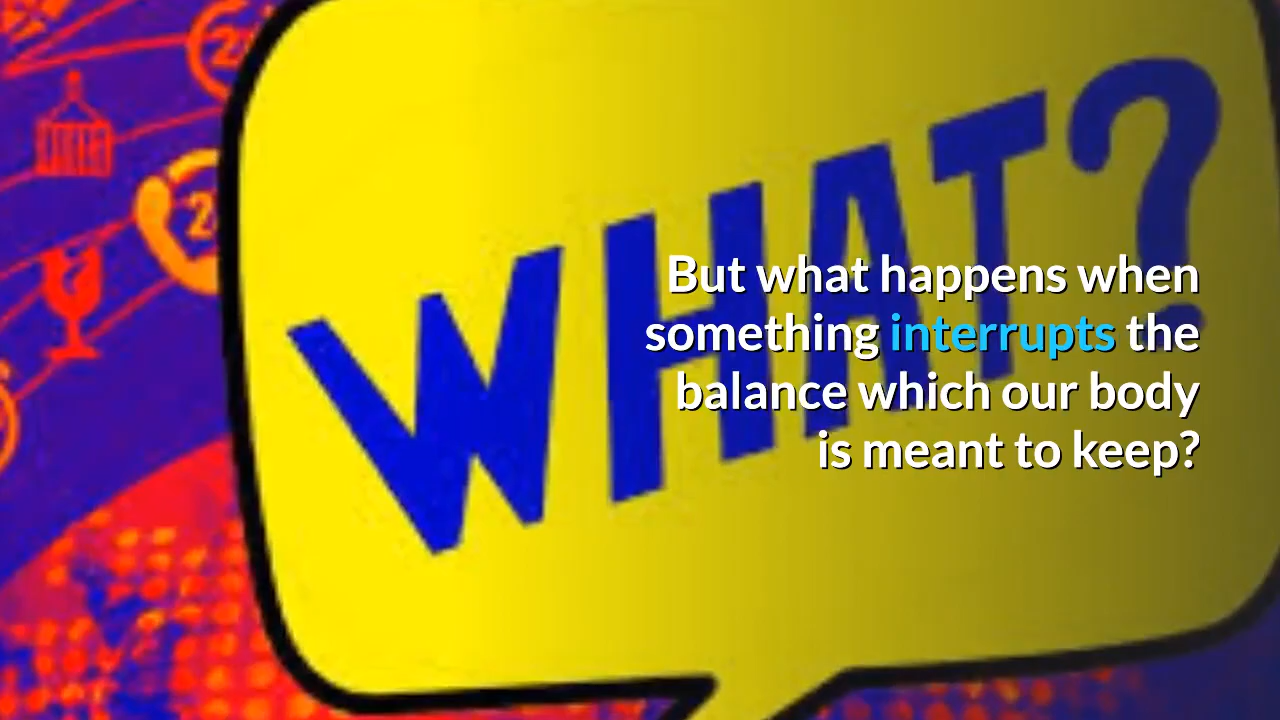 WHAT?
But what happens when
something interrupts the
balance which our body
is meant to keep?